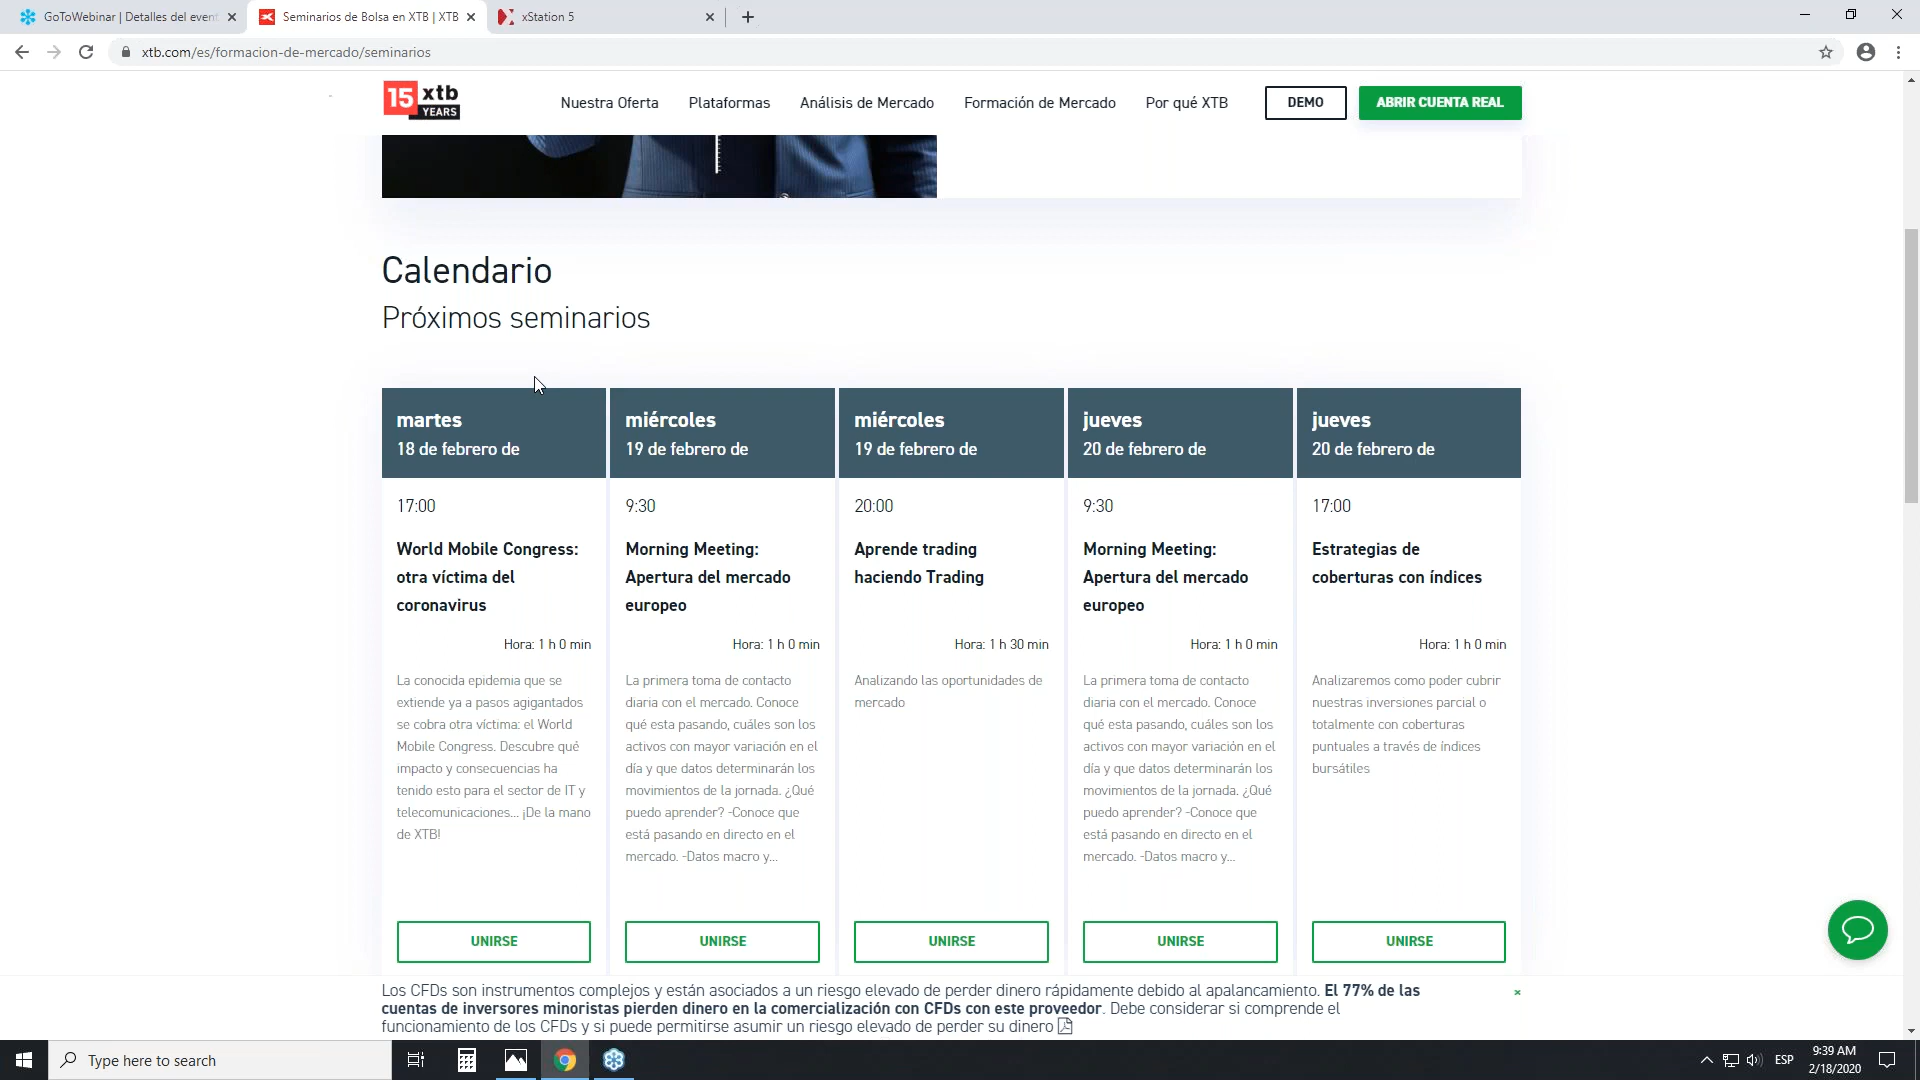 GoToWebinar | Detalles del even
Seminarios de Bolsa en XTB | XTB
xStation 5
xtb.com/es/formacion-de-mercado/seminarios
15 xtb
YEARS
Nuestra Oferta
Plataformas
Análisis de Mercado
Formación de Mercado
Por qué XTB
DEMO
ABRIR CUENTA REAL
Calendario
Próximos seminarios
martes
18 de febrero de
17:00
World Mobile Congress:
otra víctima del
coronavirus
Hora: 1 h 0 min
La conocida epidemia que se
extiende ya a pasos agigantados
se cobra otra víctima: el World
Mobile Congress. Descubre qué
impacto y consecuencias ha
tenido esto para el sector de IT y
telecomunicaciones... ¡De la mano
de XTB!
UNIRSE
miércoles
19 de febrero de
9:30
Morning Meeting:
Apertura del mercado
europeo
Hora: 1 h 0 min
La primera toma de contacto
diaria con el mercado. Conoce
qué esta pasando, cuáles son los
activos con mayor variación en el
día y que datos determinarán los
movimientos de la jornada. ¿Qué
puedo aprender? -Conoce que
está pasando en directo en el
mercado. -Datos macro y...
UNIRSE
miércoles
19 de febrero de
20:00
Aprende trading
haciendo Trading
Hora: 1 h 30 min
Analizando las oportunidades de
mercado
UNIRSE
jueves
20 de febrero de
9:30
Morning Meeting:
Apertura del mercado
europeo
Hora: 1 h 0 min
La primera toma de contacto
diaria con el mercado. Conoce
qué esta pasando, cuáles son los
activos con mayor variación en el
día y que datos determinarán los
movimientos de la jornada. ¿Qué
puedo aprender? -Conoce que
está pasando en directo en el
mercado. -Datos macro y...
UNIRSE
jueves
20 de febrero de
17:00
Estrategias de
coberturas con índices
Hora: 1 h 0 min
Analizaremos como poder cubrir
nuestras inversiones parcial o
totalmente con coberturas
puntuales a través de índices
bursátiles
UNIRSE
Los CFDs son instrumentos complejos y están asociados a un riesgo elevado de perder dinero rápidamente debido al apalancamiento. El 77% de las
cuentas de inversores minoristas pierden dinero en la comercialización con CFDs con este proveedor. Debe considerar si comprende el
funcionamiento de los CFDs y si puede permitirse asumir un riesgo elevado de perder su dinero
Type here to search
ESP
9:39 AM
2/18/2020